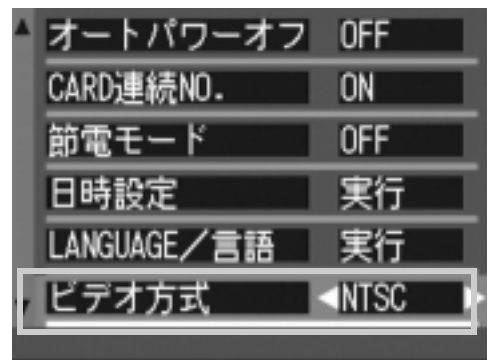 オートパワーオフ OFF
CARD連続NO. ON
節電モード OFF
日時設定 実行
LANGUAGE／言語 実行
ビデオ方式 ◀NTSC▶